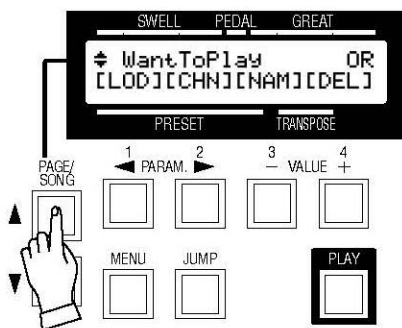 SWELL PEDAL GREAT
WantToPlay OR
[LOD][CHN][NAM][DEL]
PRESET TRANSPOSE
1 2 3 4
PAGE/ ◀ PARAM. ▶ − VALUE +
SONG
▲
▼
MENU JUMP PLAY